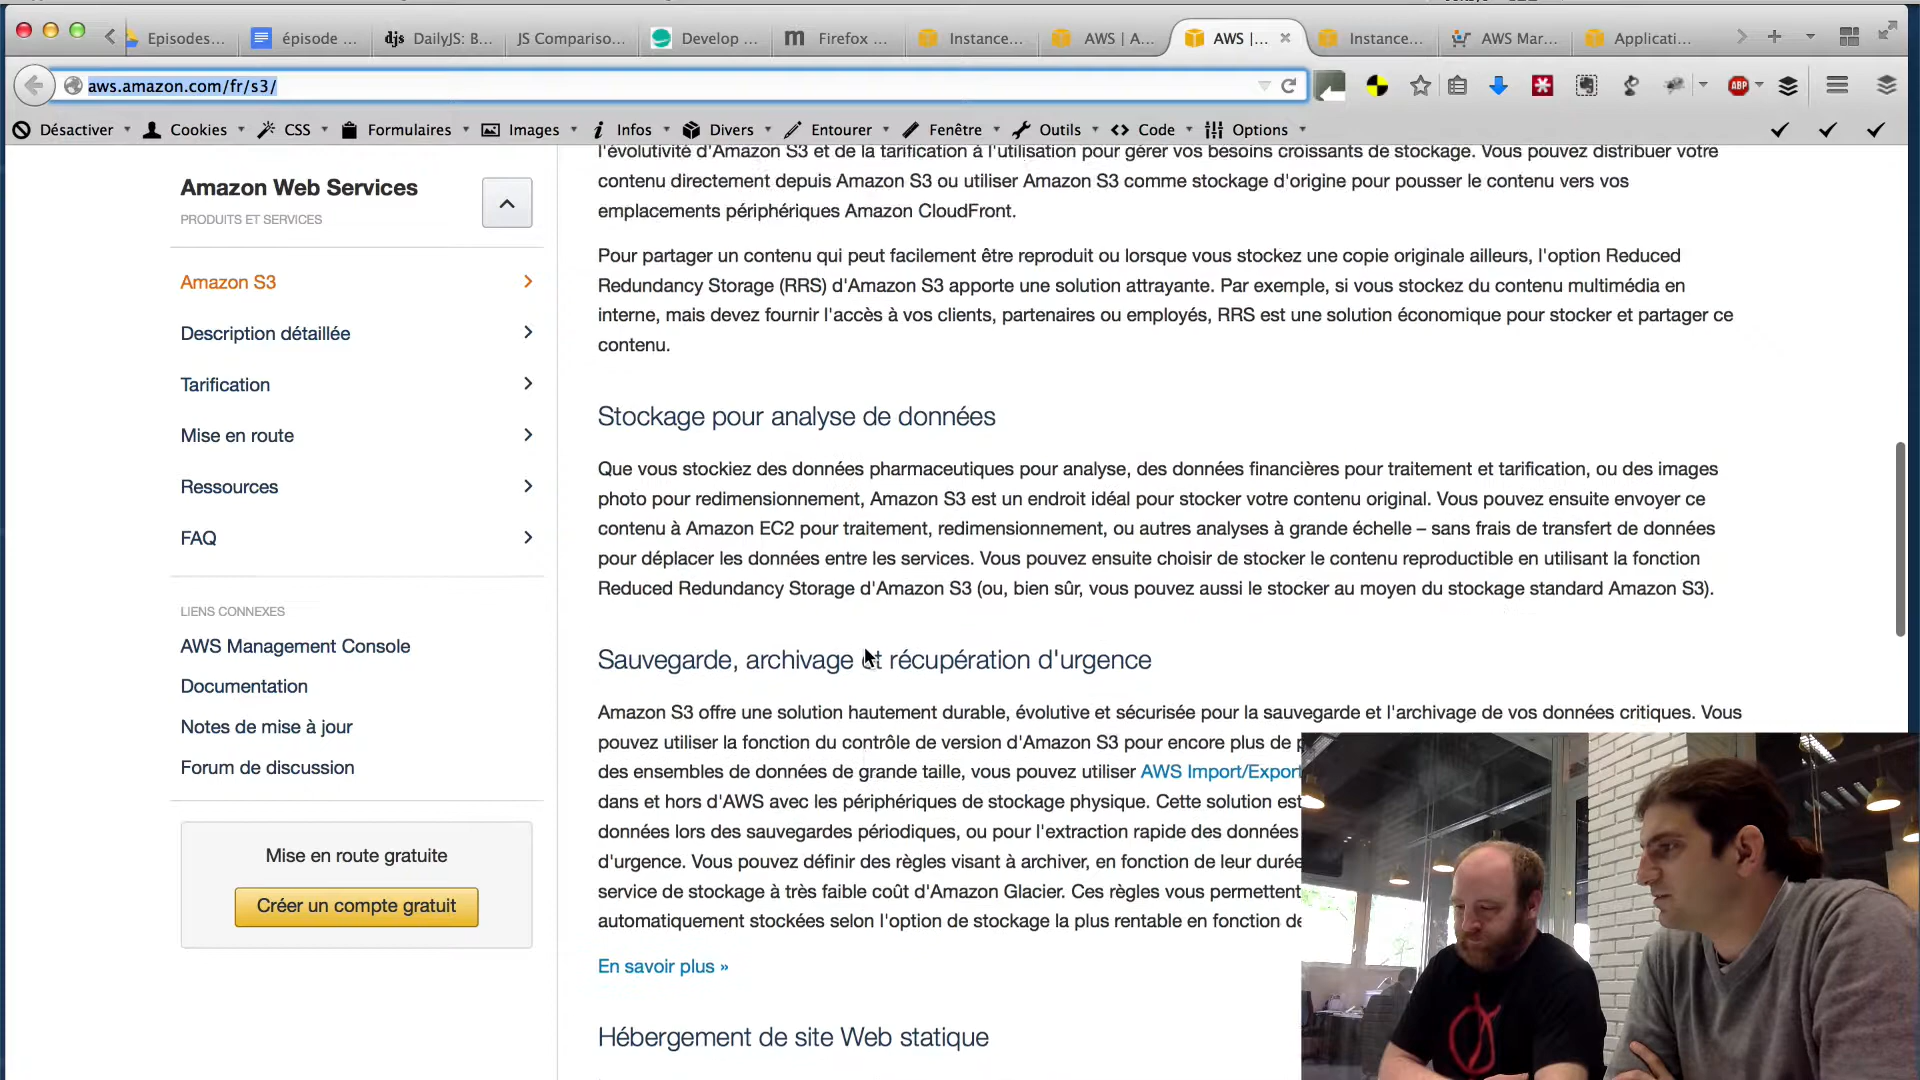 Episodes...
épisode ...
DailyJS: B...
JS Compariso...
Develop ...
Firefox ...
Instance...
AWS | A...
AWS |...
Instance...
AWS Mar...
Applicati...
aws.amazon.com/fr/s3/
ABP
Désactiver
Cookies
CSS
Formulaires
Images
Infos
Divers
Entourer
Fenêtre
Outils
Code
Options
Amazon Web Services
PRODUITS ET SERVICES
Amazon S3
Description détaillée
Tarification
Mise en route
Ressources
FAQ
LIENS CONNEXES
AWS Management Console
Documentation
Notes de mise à jour
Forum de discussion
Mise en route gratuite
Créer un compte gratuit
l'évolutivité d'Amazon S3 et de la tarification à l'utilisation pour gérer vos besoins croissants de stockage. Vous pouvez distribuer votre
contenu directement depuis Amazon S3 ou utiliser Amazon S3 comme stockage d'origine pour pousser le contenu vers vos
emplacements périphériques Amazon CloudFront.
Pour partager un contenu qui peut facilement être reproduit ou lorsque vous stockez une copie originale ailleurs, l'option Reduced
Redundancy Storage (RRS) d'Amazon S3 apporte une solution attrayante. Par exemple, si vous stockez du contenu multimédia en
interne, mais devez fournir l'accès à vos clients, partenaires ou employés, RRS est une solution économique pour stocker et partager ce
contenu.
Stockage pour analyse de données
Que vous stockiez des données pharmaceutiques pour analyse, des données financières pour traitement et tarification, ou des images
photo pour redimensionnement, Amazon S3 est un endroit idéal pour stocker votre contenu original. Vous pouvez ensuite envoyer ce
contenu à Amazon EC2 pour traitement, redimensionnement, ou autres analyses à grande échelle – sans frais de transfert de données
pour déplacer les données entre les services. Vous pouvez ensuite choisir de stocker le contenu reproductible en utilisant la fonction
Reduced Redundancy Storage d'Amazon S3 (ou, bien sûr, vous pouvez aussi le stocker au moyen du stockage standard Amazon S3).
Sauvegarde, archivage et récupération d'urgence
Amazon S3 offre une solution hautement durable, évolutive et sécurisée pour la sauvegarde et l'archivage de vos données critiques. Vous
pouvez utiliser la fonction du contrôle de version d'Amazon S3 pour encore plus de p
des ensembles de données de grande taille, vous pouvez utiliser AWS Import/Export
dans et hors d'AWS avec les périphériques de stockage physique. Cette solution est
données lors des sauvegardes périodiques, ou pour l'extraction rapide des données
d'urgence. Vous pouvez définir des règles visant à archiver, en fonction de leur durée
service de stockage à très faible coût d'Amazon Glacier. Ces règles vous permettent
automatiquement stockées selon l'option de stockage la plus rentable en fonction de
En savoir plus »
Hébergement de site Web statique